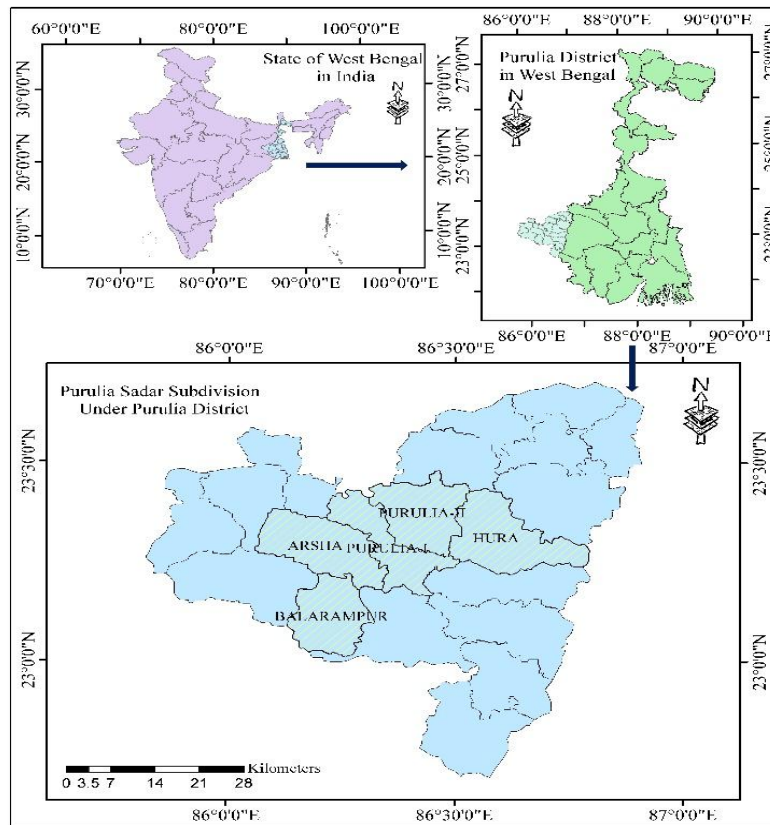 60°0'0"E 80°0'0"E 100°0'0"E
State of West Bengal
in India
N
30°0'0"N
20°0'0"N
10°0'0"N
30°0'0"N
20°0'0"N
10°0'0"N
70°0'0"E 80°0'0"E 90°0'0"E 100°0'0"E
86°0'0"E 88°0'0"E 90°0'0"E
Purulia District
in West Bengal
N
27°0'0"N
25°0'0"N
23°0'0"N
86°0'0"E 88°0'0"E 90°0'0"E
86°0'0"E 86°30'0"E 87°0'0"E
Purulia Sadar Subdivision
Under Purulia District
N
23°30'0"N
23°0'0"N
23°30'0"N
23°0'0"N
PURULIA-II
ARSHA PURULIA-I HURA
BALARAMPUR
Kilometers
0 3.5 7 14 21 28
86°0'0"E 86°30'0"E 87°0'0"E